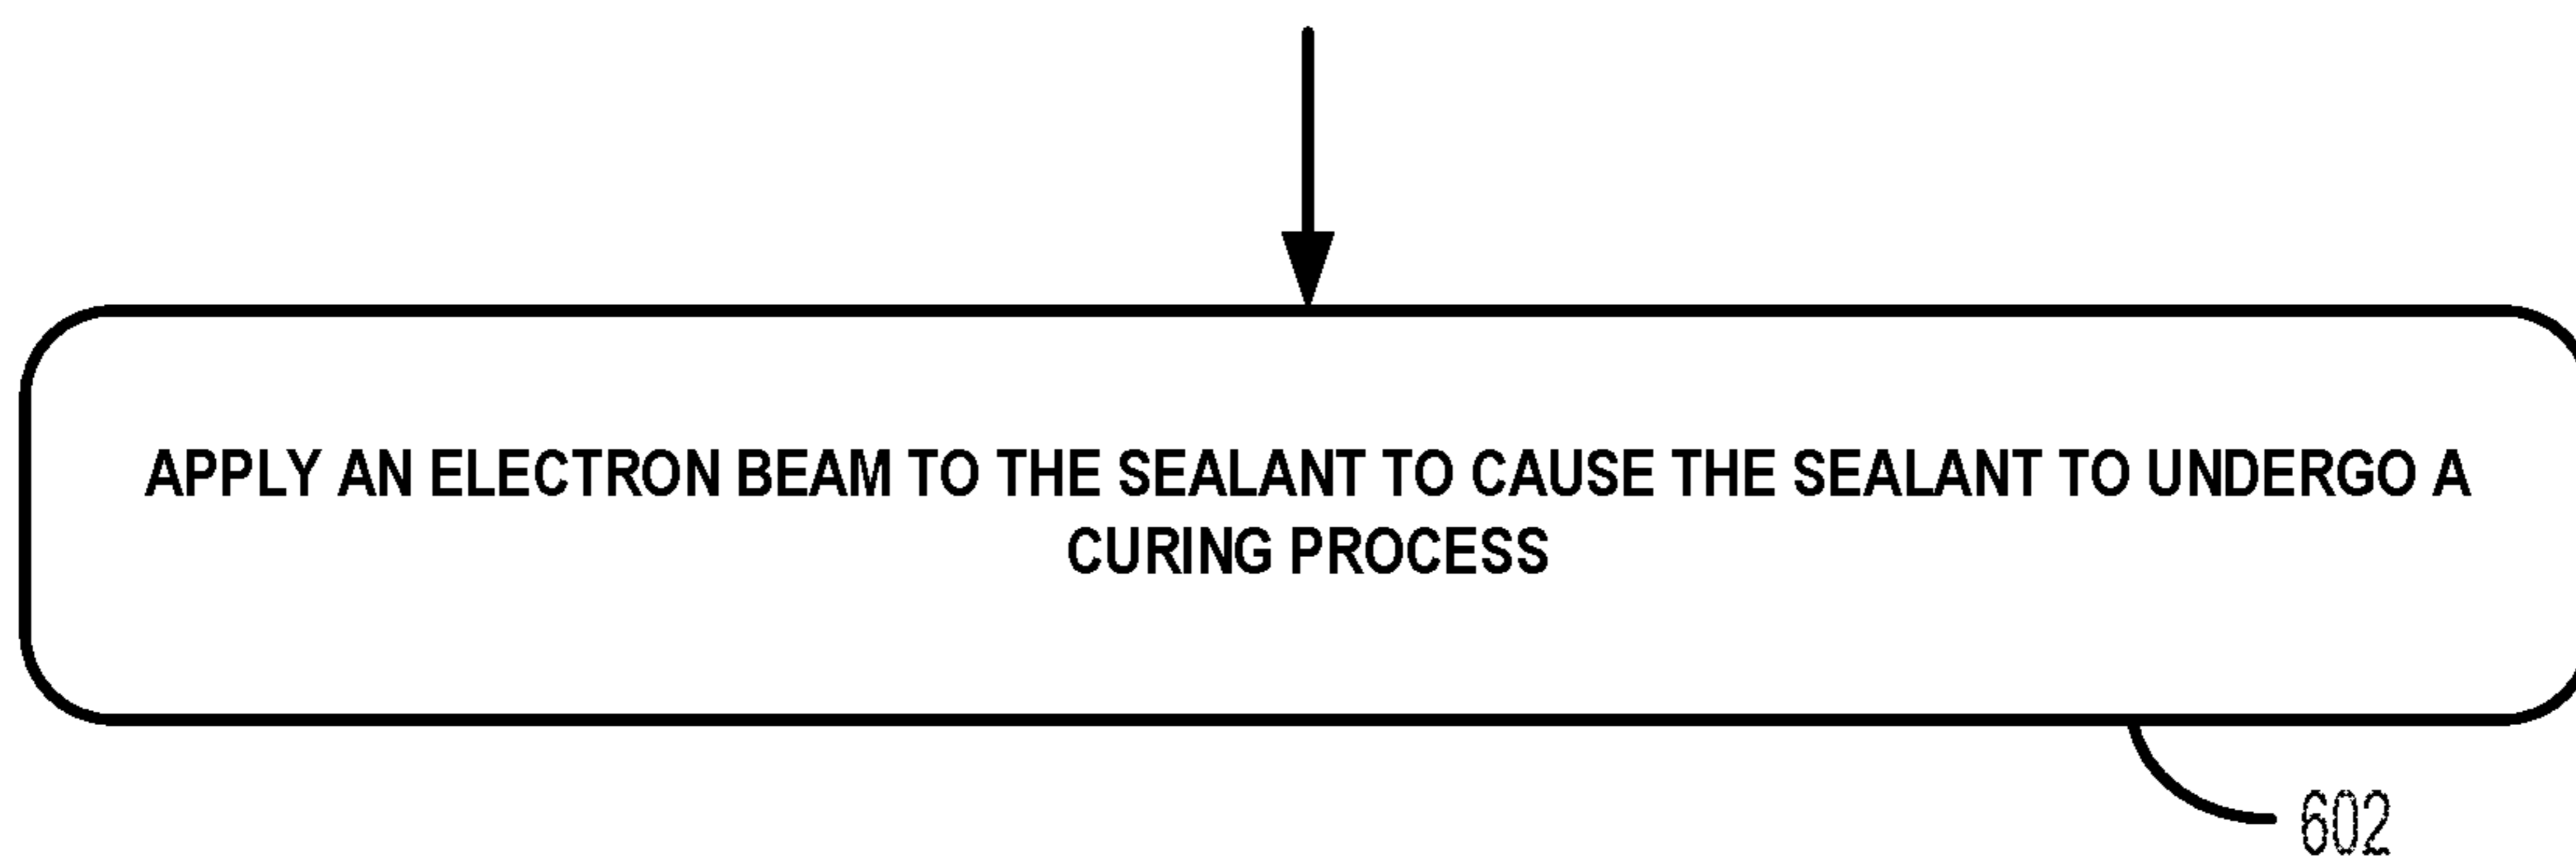 APPLY AN ELECTRON BEAM TO THE SEALANT TO CAUSE THE SEALANT TO UNDERGO A
CURING PROCESS
602